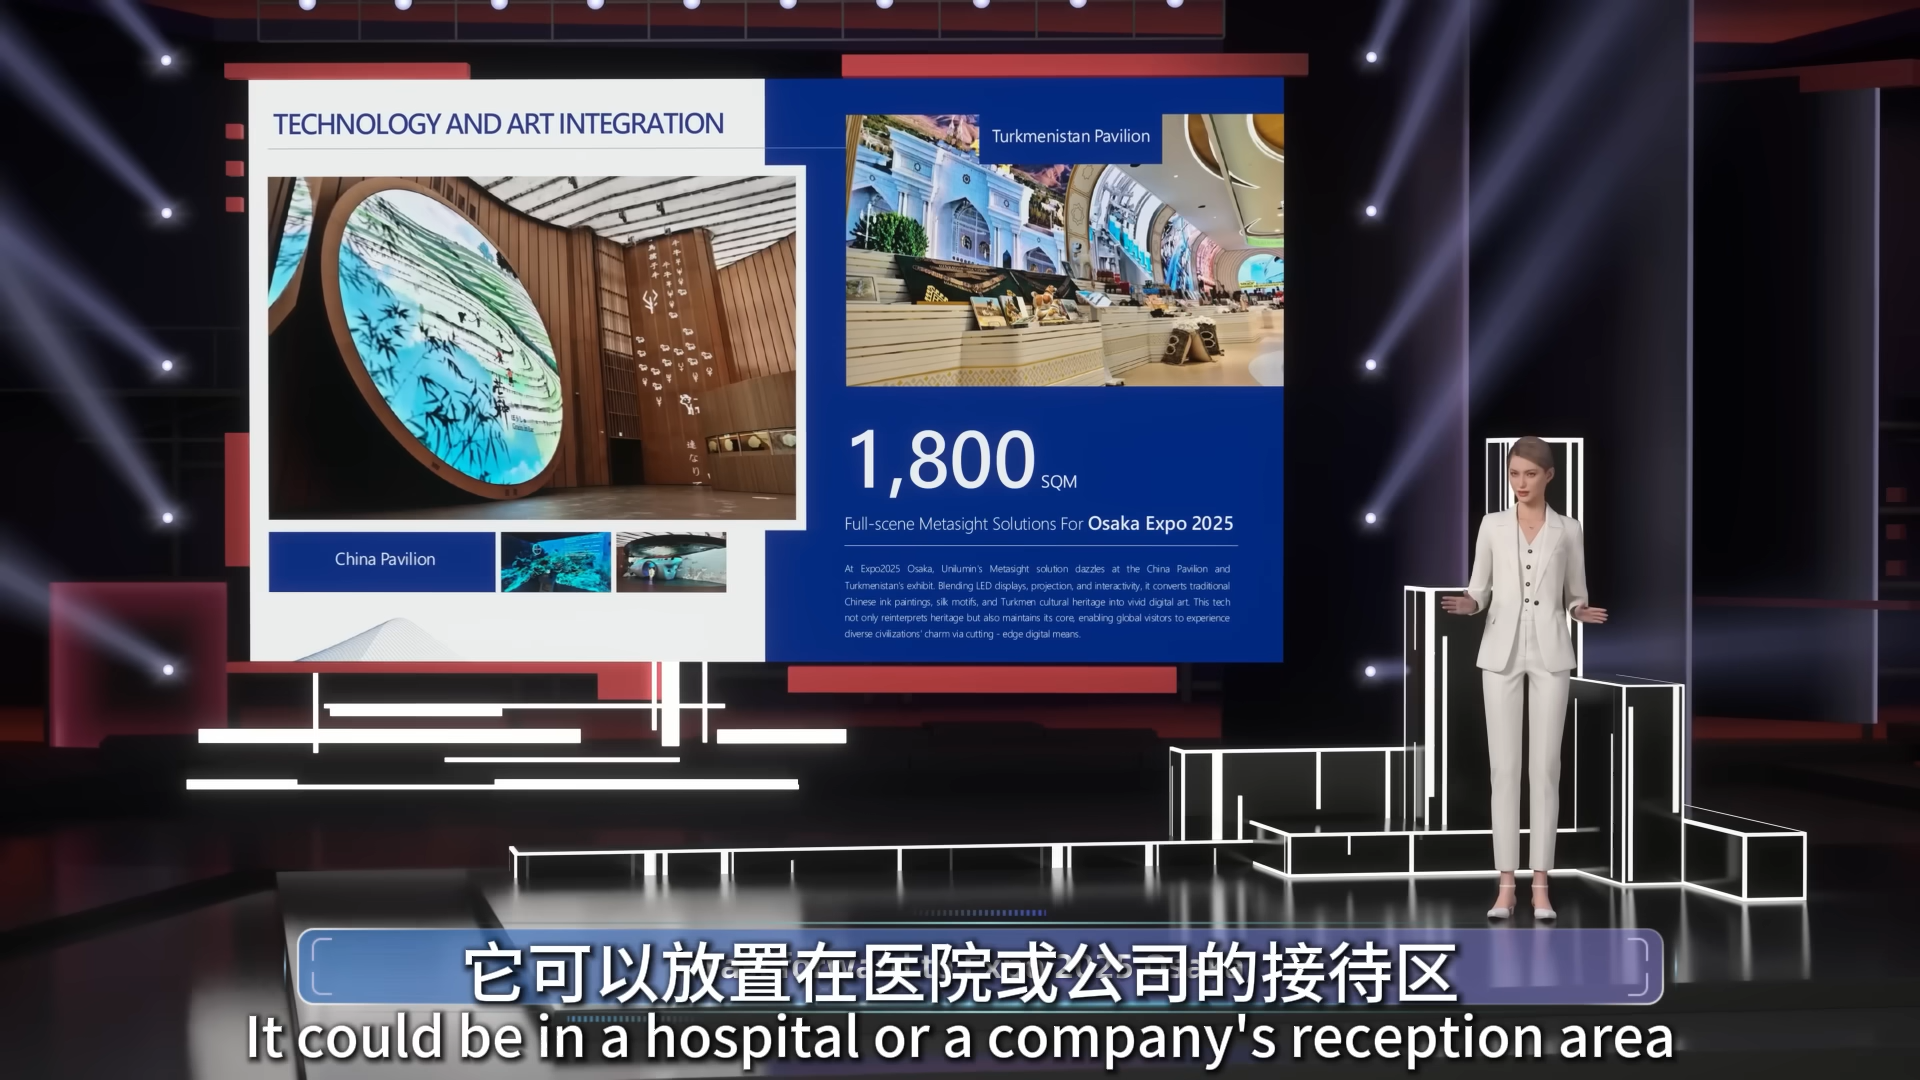 TECHNOLOGY AND ART INTEGRATION
Turkmenistan Pavilion
China Pavilion
1,800 SQM
Full-scene Metasight Solutions For Osaka Expo 2025
At Expo2025 Osaka, Unilumin's Metasight solution dazzles at the China Pavilion and
Turkmenistan's exhibit. Blending LED displays, projection, and interactivity, it converts traditional
Chinese ink paintings, silk motifs, and Turkmen cultural heritage into vivid digital art. This tech
not only reinterprets heritage but also maintains its core, enabling global visitors to experience
diverse civilizations' charm via cutting - edge digital means.
它可以放置在医院或公司的接待区
It could be in a hospital or a company's reception area